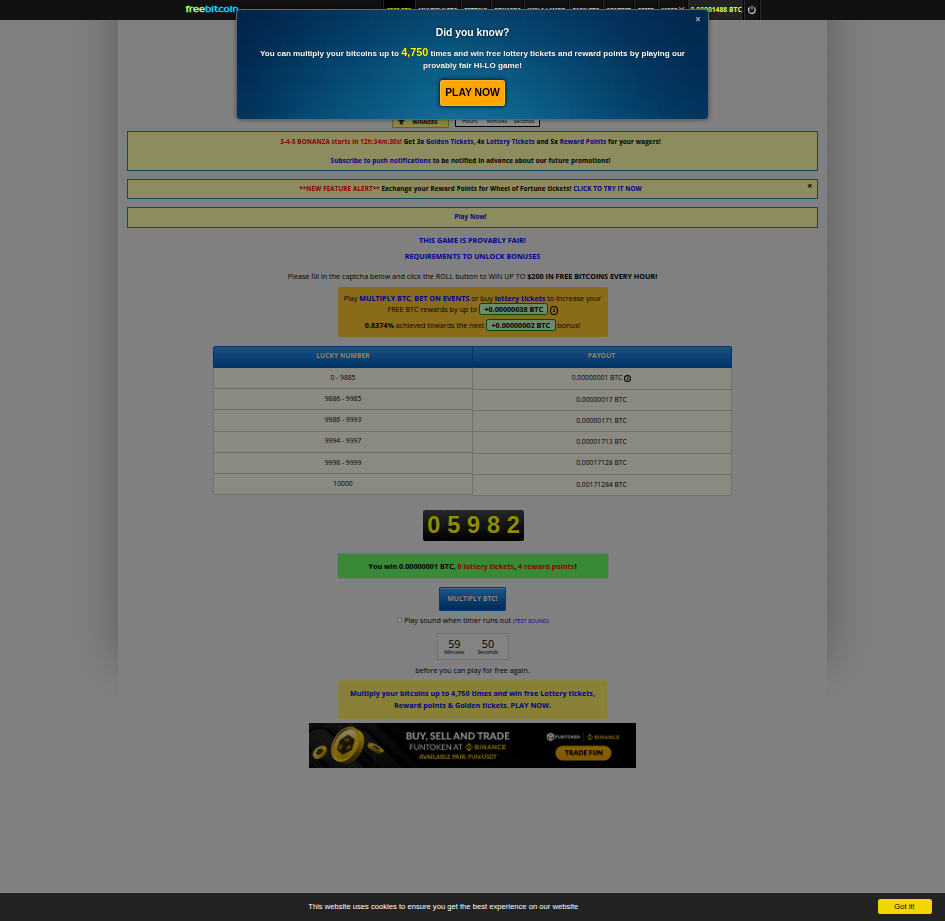 freebitcoin
×
Did you know?
You can multiply your bitcoins up to 4,750 times and win free lottery tickets and reward points by playing our
provably fair HI-LO game!
PLAY NOW
WINNERS
Hours Minutes Seconds
3-4-5 BONANZA starts in 12h:34m:30s! Get 3x Golden Tickets, 4x Lottery Tickets and 5x Reward Points for your wagers!
Subscribe to push notifications to be notified in advance about our future promotions!
**NEW FEATURE ALERT** Exchange your Reward Points for Wheel of Fortune tickets! CLICK TO TRY IT NOW
Play Now!
THIS GAME IS PROVABLY FAIR!
REQUIREMENTS TO UNLOCK BONUSES
Please fill in the captcha below and click the ROLL button to WIN UP TO $200 IN FREE BITCOINS EVERY HOUR!
Play MULTIPLY BTC, BET ON EVENTS or buy lottery tickets to increase your
FREE BTC rewards by up to +0.00000038 BTC
0.8374% achieved towards the next +0.00000002 BTC bonus!
LUCKY NUMBER PAYOUT
0 - 9885 0.00000001 BTC
9886 - 9985 0.00000017 BTC
9986 - 9993 0.00000171 BTC
9994 - 9997 0.00001713 BTC
9998 - 9999 0.00017128 BTC
10000 0.00171284 BTC
05982
You win 0.00000001 BTC, 0 lottery tickets, 4 reward points!
MULTIPLY BTC!
Play sound when timer runs out (TEST SOUND)
59 50
Minutes Seconds
before you can play for free again.
Multiply your bitcoins up to 4,750 times and win free Lottery tickets,
Reward points & Golden tickets. PLAY NOW.
BUY, SELL AND TRADE
FUNTOKEN AT BINANCE
AVAILABLE PAIR: FUN/USDT
FUNTOKEN BINANCE
TRADE FUN
This website uses cookies to ensure you get the best experience on our website
Got it!